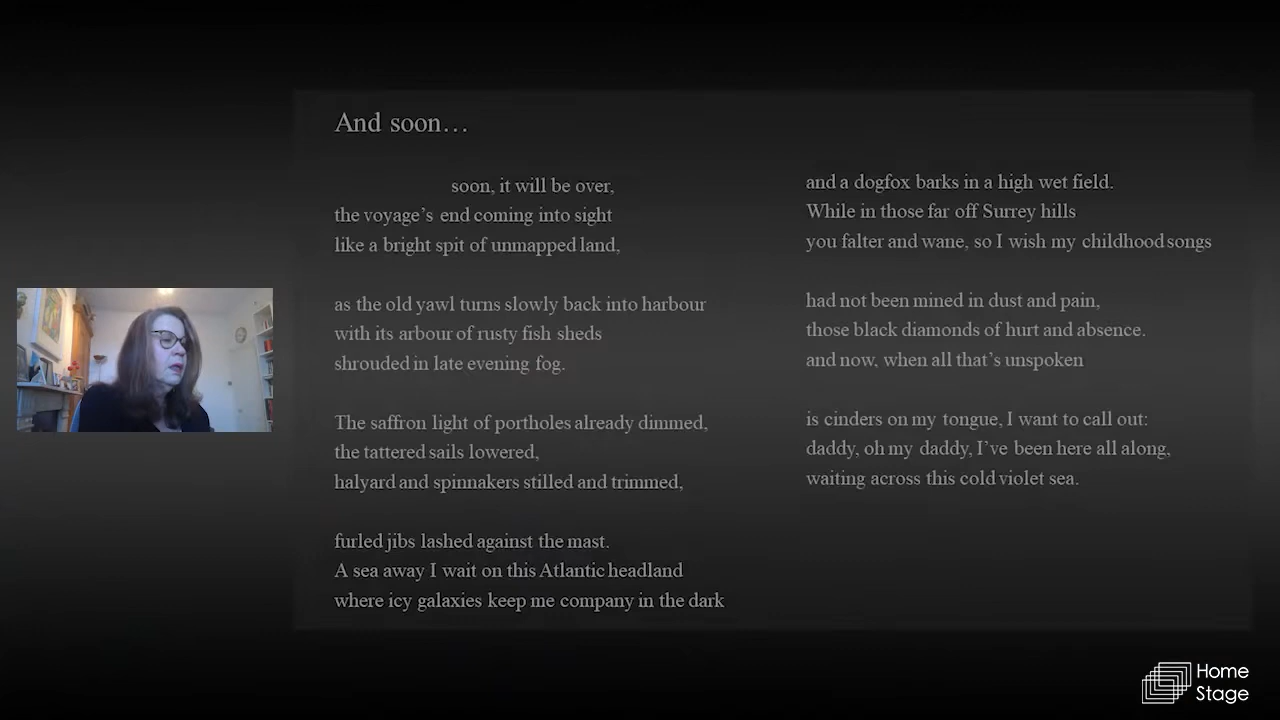 And soon…
soon, it will be over,
the voyage’s end coming into sight
like a bright spit of unmapped land,
as the old yawl turns slowly back into harbour
with its arbour of rusty fish sheds
shrouded in late evening fog.
The saffron light of portholes already dimmed,
the tattered sails lowered,
halyard and spinnakers stilled and trimmed,
furled jibs lashed against the mast.
A sea away I wait on this Atlantic headland
where icy galaxies keep me company in the dark
and a dogfox barks in a high wet field.
While in those far off Surrey hills
you falter and wane, so I wish my childhood songs
had not been mined in dust and pain,
those black diamonds of hurt and absence.
and now, when all that’s unspoken
is cinders on my tongue, I want to call out:
daddy, oh my daddy, I’ve been here all along,
waiting across this cold violet sea.
Home
Stage